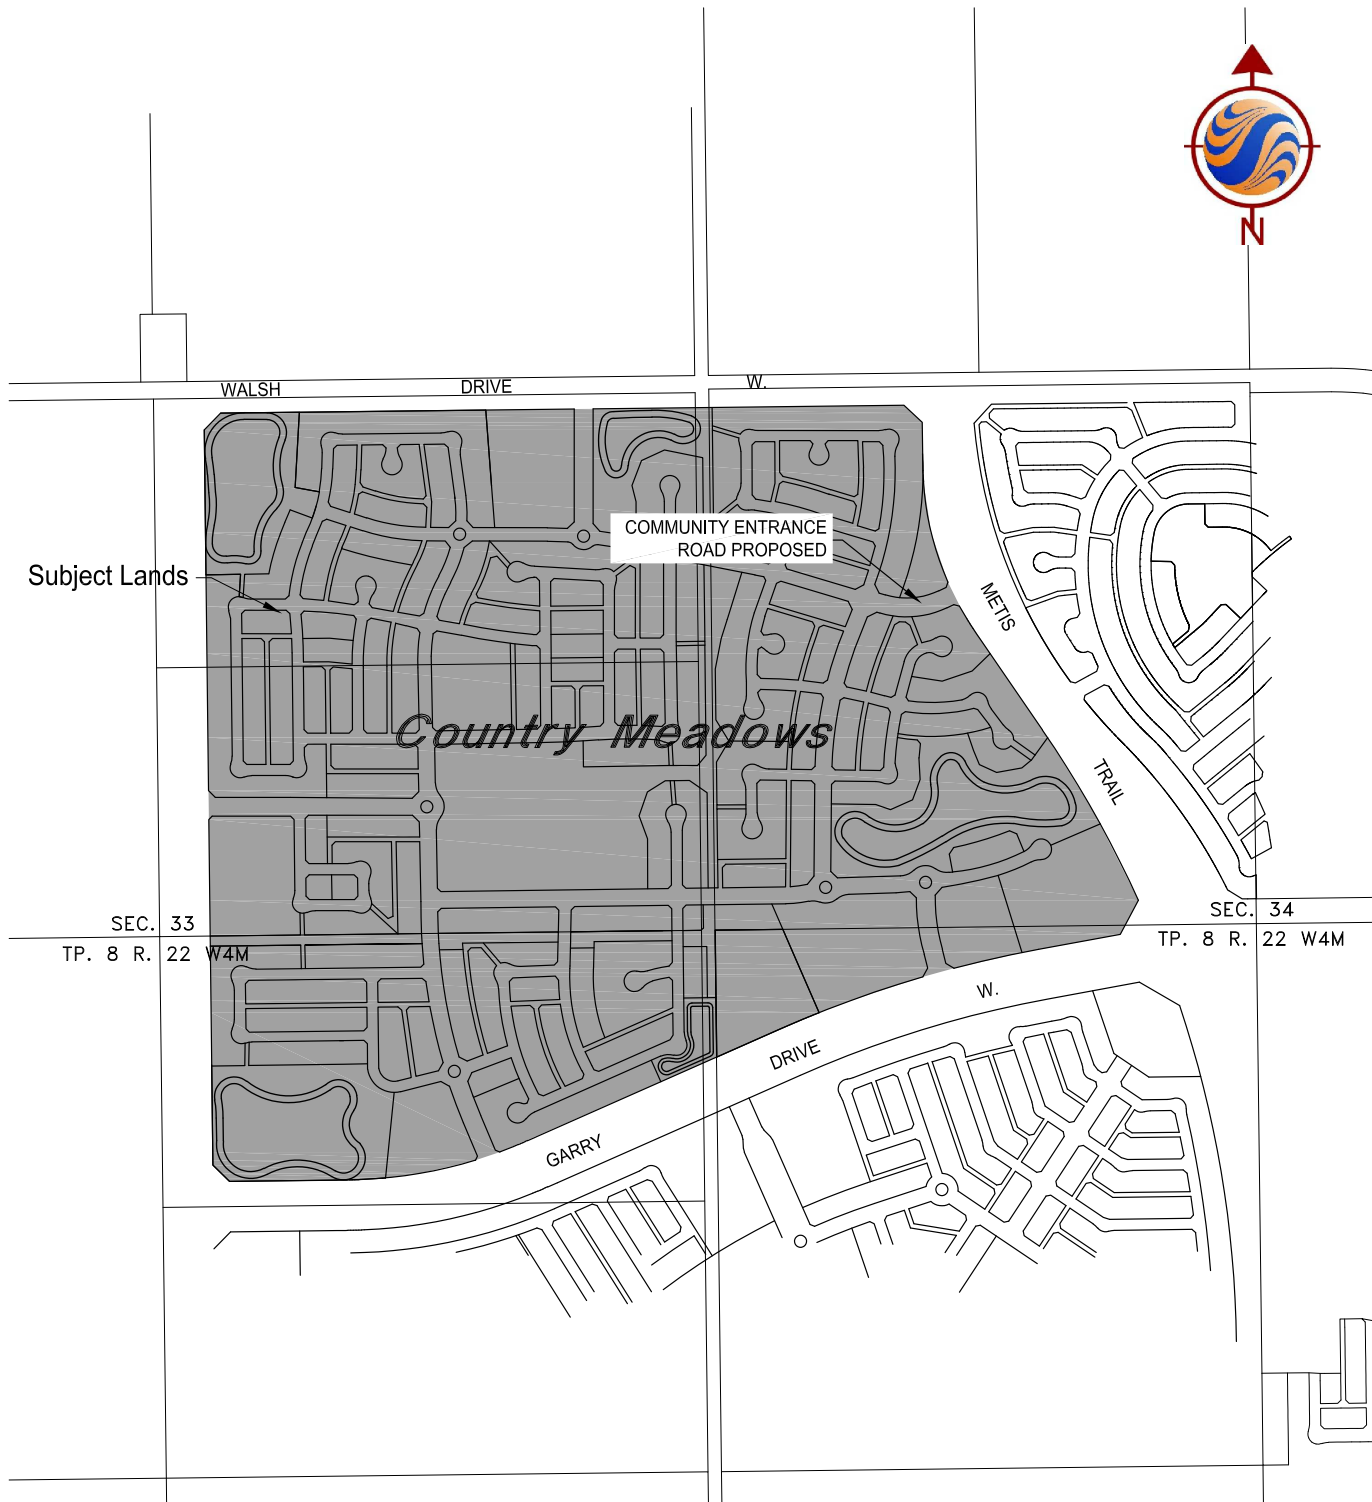 N
WALSH DRIVE W.
COMMUNITY ENTRANCE
ROAD PROPOSED
Subject Lands
METIS
TRAIL
Country Meadows
SEC. 33
TP. 8 R. 22 W4M
SEC. 34
TP. 8 R. 22 W4M
GARRY DRIVE W.